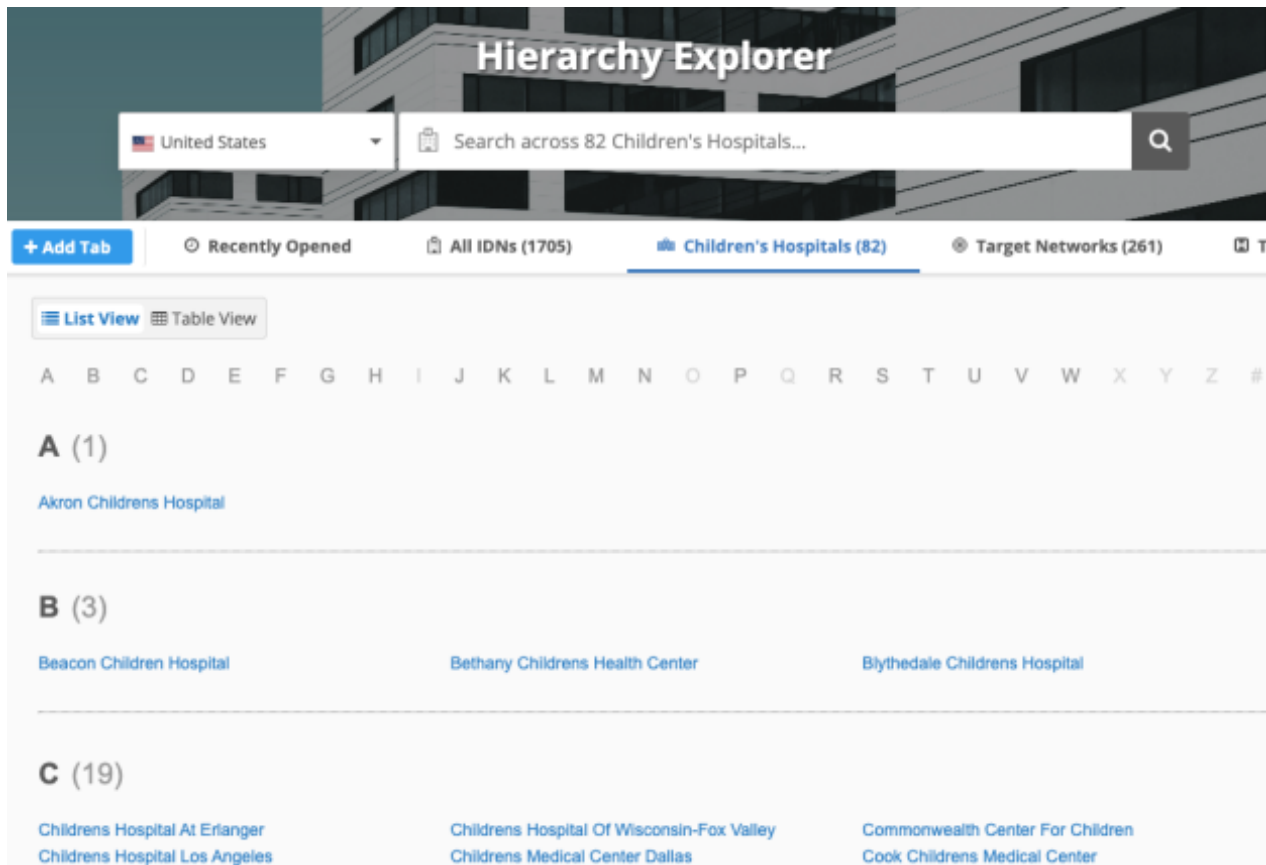 Hierarchy Explorer
United States Search across 82 Children's Hospitals...
+ Add Tab Recently Opened All IDNs (1705) Children's Hospitals (82) Target Networks (261) T
List View Table View
A B C D E F G H I J K L M N O P Q R S T U V W X Y Z #
A (1)
Akron Childrens Hospital
B (3)
Beacon Children Hospital Bethany Childrens Health Center Blythedale Childrens Hospital
C (19)
Childrens Hospital At Erlanger Childrens Hospital Of Wisconsin-Fox Valley Commonwealth Center For Children
Childrens Hospital Los Angeles Childrens Medical Center Dallas Cook Childrens Medical Center